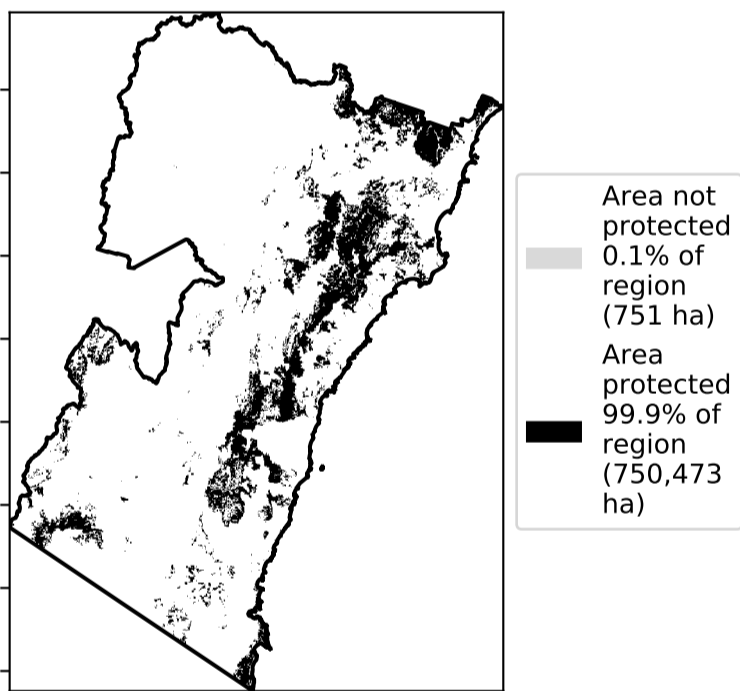 Area not
protected
0.1% of
region
(751 ha)
Area
protected
99.9% of
region
(750,473
ha)